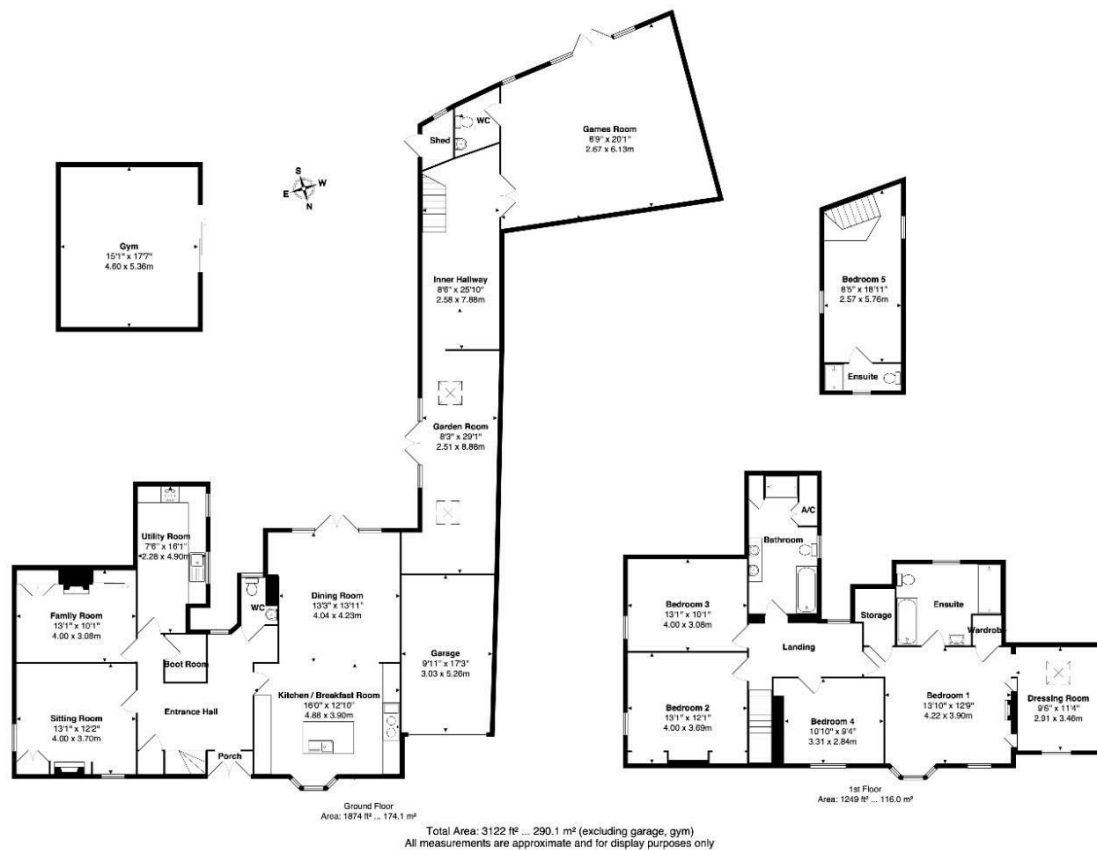 Gym
15'1" x 17'7"
4.60 x 5.36m
S
E
W
N
Shed
WC
Games Room
8'9" x 20'1"
2.67 x 6.13m
Inner Hallway
8'6" x 25'10"
2.58 x 7.88m
Garden Room
8'3" x 29'1"
2.51 x 8.86m
Utility Room
7'6" x 16'1"
2.28 x 4.90m
Family Room
13'1" x 10'1"
4.00 x 3.08m
WC
Dining Room
13'3" x 13'11"
4.04 x 4.23m
Boot Room
Garage
9'11" x 17'3"
3.03 x 5.26m
Sitting Room
13'1" x 12'2"
4.00 x 3.70m
Entrance Hall
Kitchen / Breakfast Room
16'0" x 12'10"
4.88 x 3.90m
Porch
Ground Floor
Area: 1874 ft² ... 174.1 m²
Bedroom 5
8'5" x 18'11"
2.57 x 5.76m
Ensuite
A/C
Bathroom
Bedroom 3
13'1" x 10'1"
4.00 x 3.08m
Storage
Ensuite
Wardrobe
Landing
Bedroom 2
13'1" x 12'1"
4.00 x 3.69m
Bedroom 4
10'10" x 9'4"
3.31 x 2.84m
Bedroom 1
13'10" x 12'9"
4.22 x 3.90m
Dressing Room
9'6" x 11'4"
2.91 x 3.46m
1st Floor
Area: 1249 ft² ... 116.0 m²
Total Area: 3122 ft² ... 290.1 m² (excluding garage, gym)
All measurements are approximate and for display purposes only